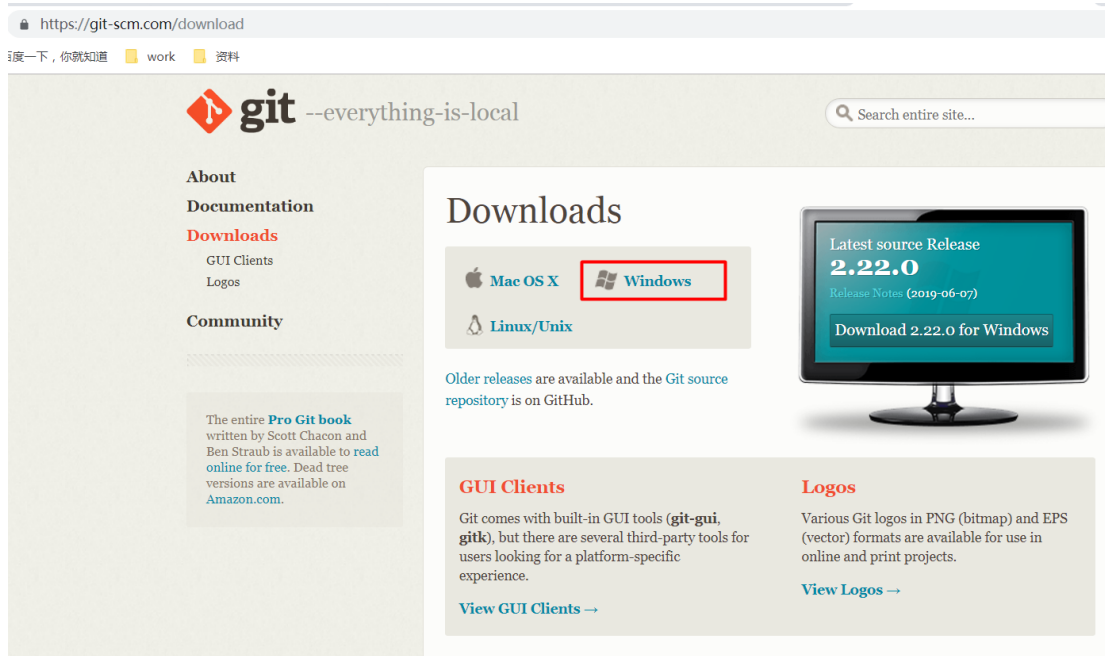 https://git-scm.com/download
百度一下，你就知道 work 资料
git --everything-is-local
Search entire site...
About
Documentation
Downloads
GUI Clients
Logos
Community
The entire Pro Git book
written by Scott Chacon and
Ben Straub is available to read
online for free. Dead tree
versions are available on
Amazon.com.
Downloads
Mac OS X
Windows
Linux/Unix
Older releases are available and the Git source
repository is on GitHub.
Latest source Release
2.22.0
Release Notes (2019-06-07)
Download 2.22.0 for Windows
GUI Clients
Git comes with built-in GUI tools (git-gui,
gitk), but there are several third-party tools for
users looking for a platform-specific
experience.
View GUI Clients →
Logos
Various Git logos in PNG (bitmap) and EPS
(vector) formats are available for use in
online and print projects.
View Logos →